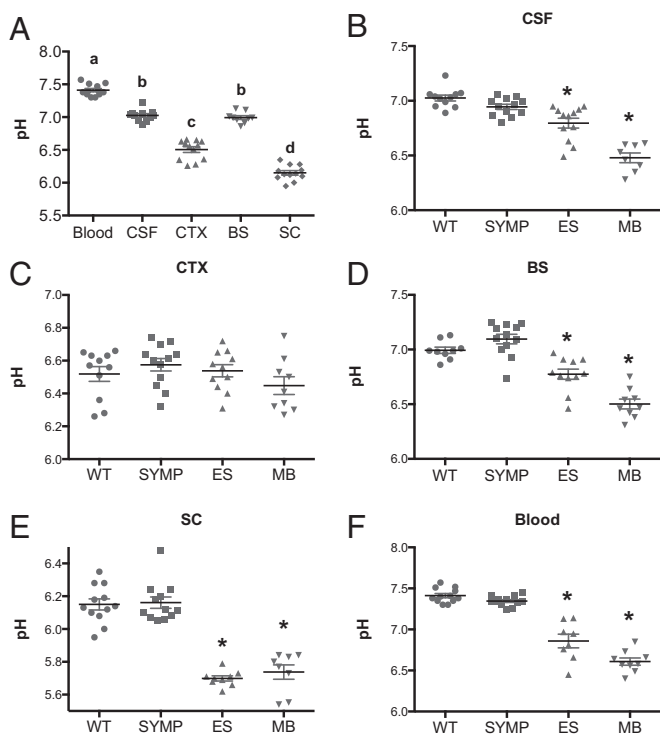 A
8.0
7.5
7.0
6.5
6.0
5.5
pH
a
b
c
b
d
Blood CSF CTX BS SC
B
CSF
7.5
7.0
6.5
6.0
pH
*
*
WT SYMP ES MB
C
CTX
7.0
6.8
6.6
6.4
6.2
6.0
pH
WT SYMP ES MB
D
BS
7.5
7.0
6.5
6.0
pH
*
*
WT SYMP ES MB
E
SC
6.4
6.2
6.0
5.8
5.6
pH
*
*
WT SYMP ES MB
F
Blood
8.0
7.5
7.0
6.5
6.0
pH
*
*
WT SYMP ES MB